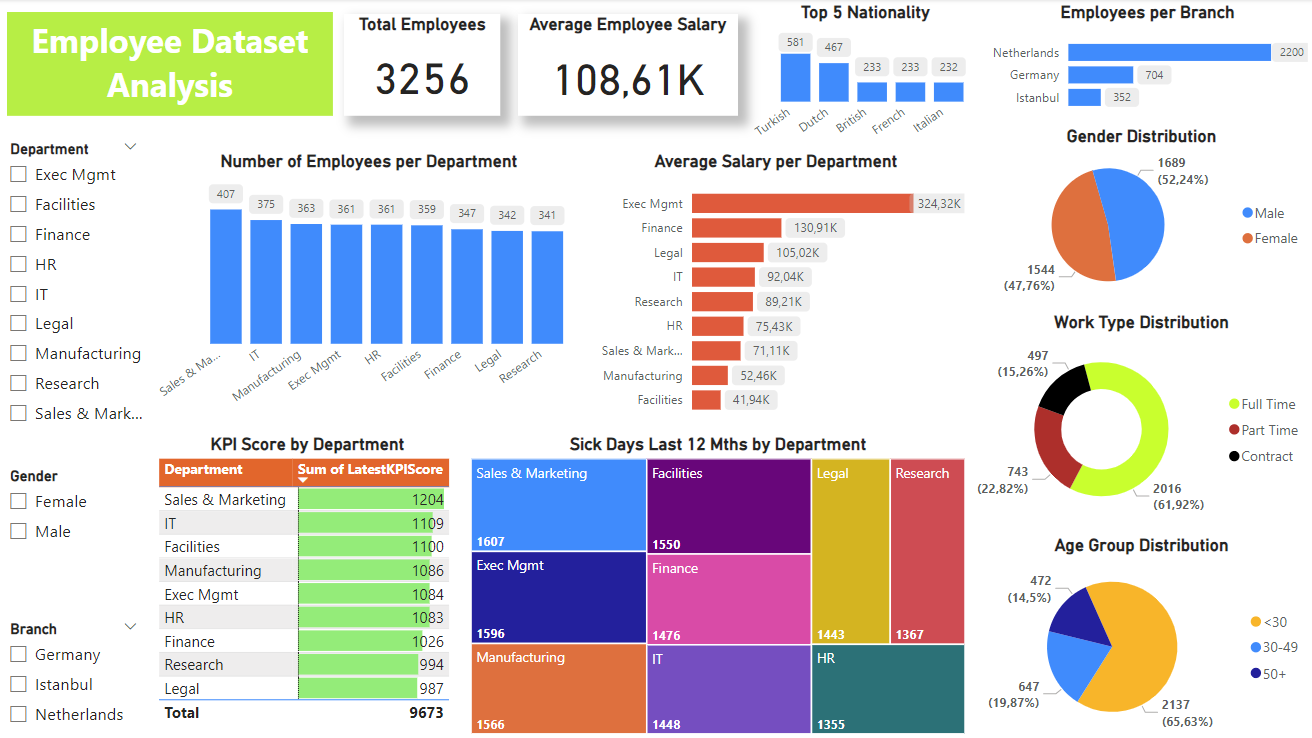 Employee Dataset
Analysis
Total Employees
3256
Average Employee Salary
108,61K
Top 5 Nationality
581
467
233
233
232
Turkish
Dutch
British
French
Italian
Employees per Branch
Netherlands 2200
Germany 704
Istanbul 352
Department
Exec Mgmt
Facilities
Finance
HR
IT
Legal
Manufacturing
Research
Sales & Mark...
Number of Employees per Department
407
375
363
361
361
359
347
342
341
Sales & Ma...
IT
Manufacturing
Exec Mgmt
HR
Facilities
Finance
Legal
Research
Average Salary per Department
Exec Mgmt 324,32K
Finance 130,91K
Legal 105,02K
IT 92,04K
Research 89,21K
HR 75,43K
Sales & Mark... 71,11K
Manufacturing 52,46K
Facilities 41,94K
Gender Distribution
1689
(52,24%)
Male
Female
1544
(47,76%)
Work Type Distribution
497
(15,26%)
Full Time
Part Time
Contract
743
(22,82%)
2016
(61,92%)
Gender
Female
Male
Branch
Germany
Istanbul
Netherlands
KPI Score by Department
Department Sum of LatestKPIScore
Sales & Marketing 1204
IT 1109
Facilities 1100
Manufacturing 1086
Exec Mgmt 1084
HR 1083
Finance 1026
Research 994
Legal 987
Total 9673
Sick Days Last 12 Mths by Department
Sales & Marketing
1607
Exec Mgmt
1596
Manufacturing
1566
Facilities
1550
Finance
1476
IT
1448
Legal
1443
Research
1367
HR
1355
Age Group Distribution
472
(14,5%)
<30
30-49
50+
647
(19,87%)
2137
(65,63%)